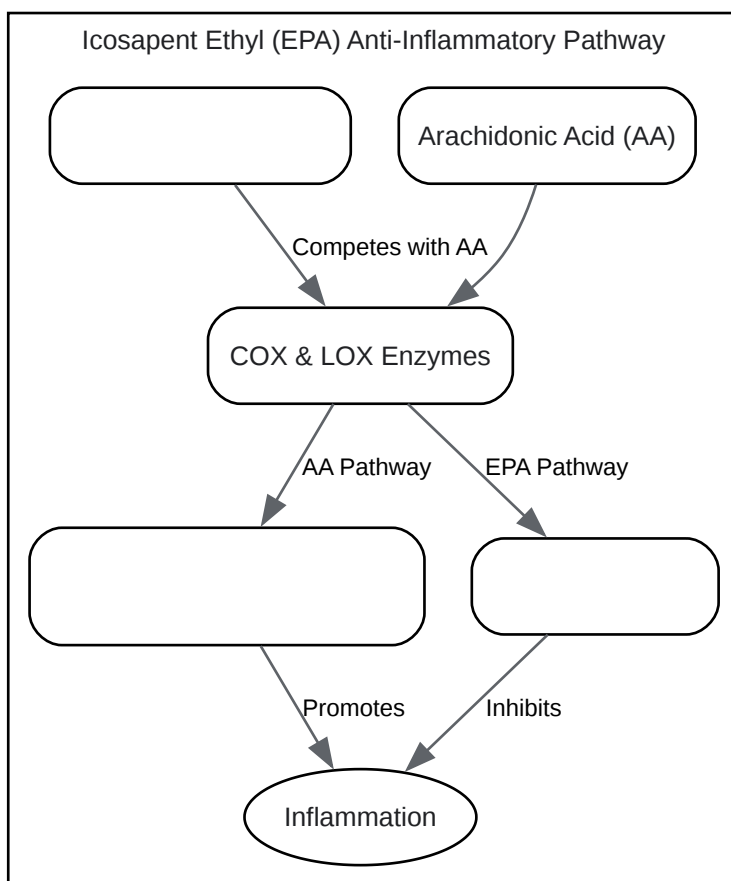 Icosapent Ethyl (EPA) Anti-Inflammatory Pathway
Arachidonic Acid (AA)
Competes with AA
COX & LOX Enzymes
AA Pathway
EPA Pathway
Promotes
Inhibits
Inflammation